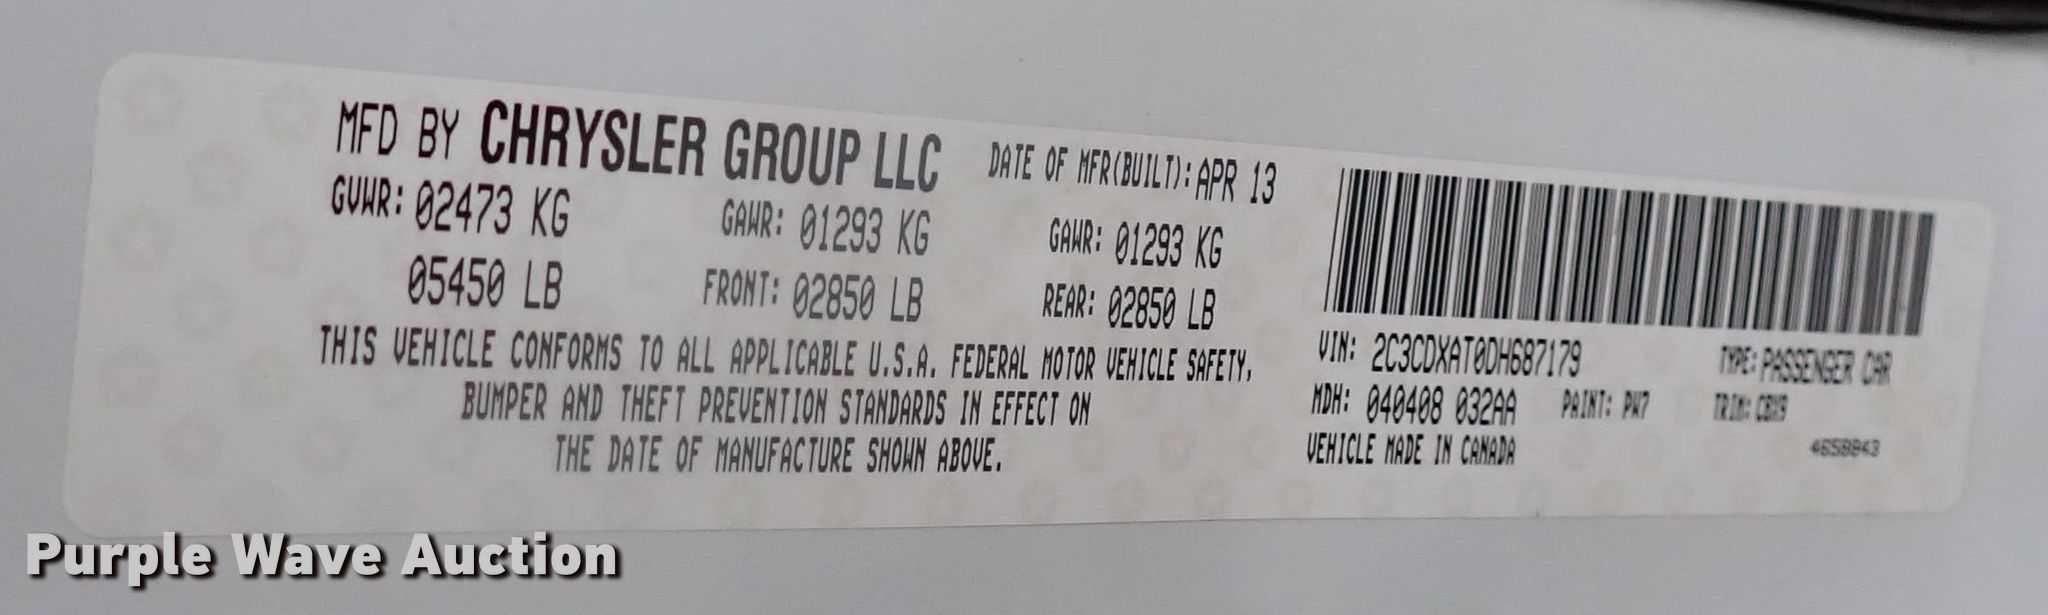 MFD BY CHRYSLER GROUP LLC DATE OF MFR(BUILT): APR 13
GVWR: 02473 KG GAWR: 01293 KG GAWR: 01293 KG
05450 LB FRONT: 02850 LB REAR: 02850 LB
THIS VEHICLE CONFORMS TO ALL APPLICABLE U.S.A. FEDERAL MOTOR VEHICLE SAFETY,
BUMPER AND THEFT PREVENTION STANDARDS IN EFFECT ON
THE DATE OF MANUFACTURE SHOWN ABOVE.
VIN: 2C3CDXAT0DH687179 TYPE: PASSENGER CAR
MDH: 040408 032AA PAINT: PW7 TRIM: CBX9
VEHICLE MADE IN CANADA 4658843
Purple Wave Auction